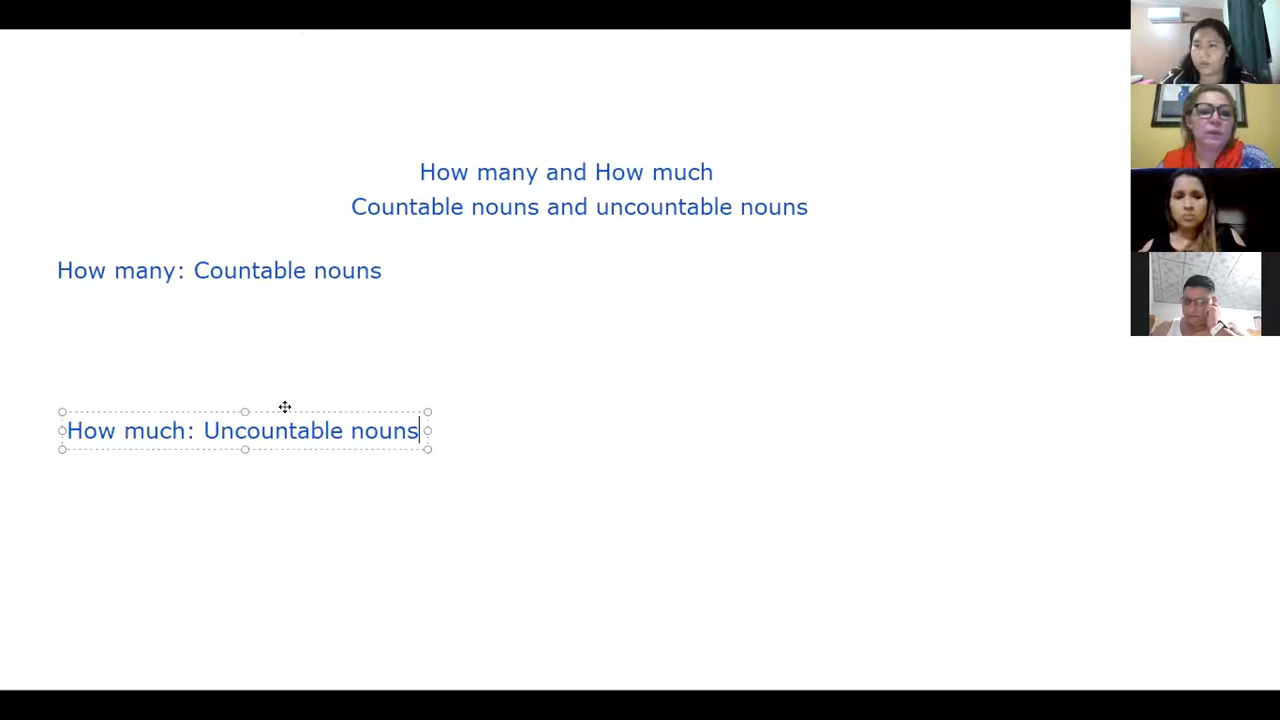 How many and How much
Countable nouns and uncountable nouns
How many: Countable nouns
How much: Uncountable nouns